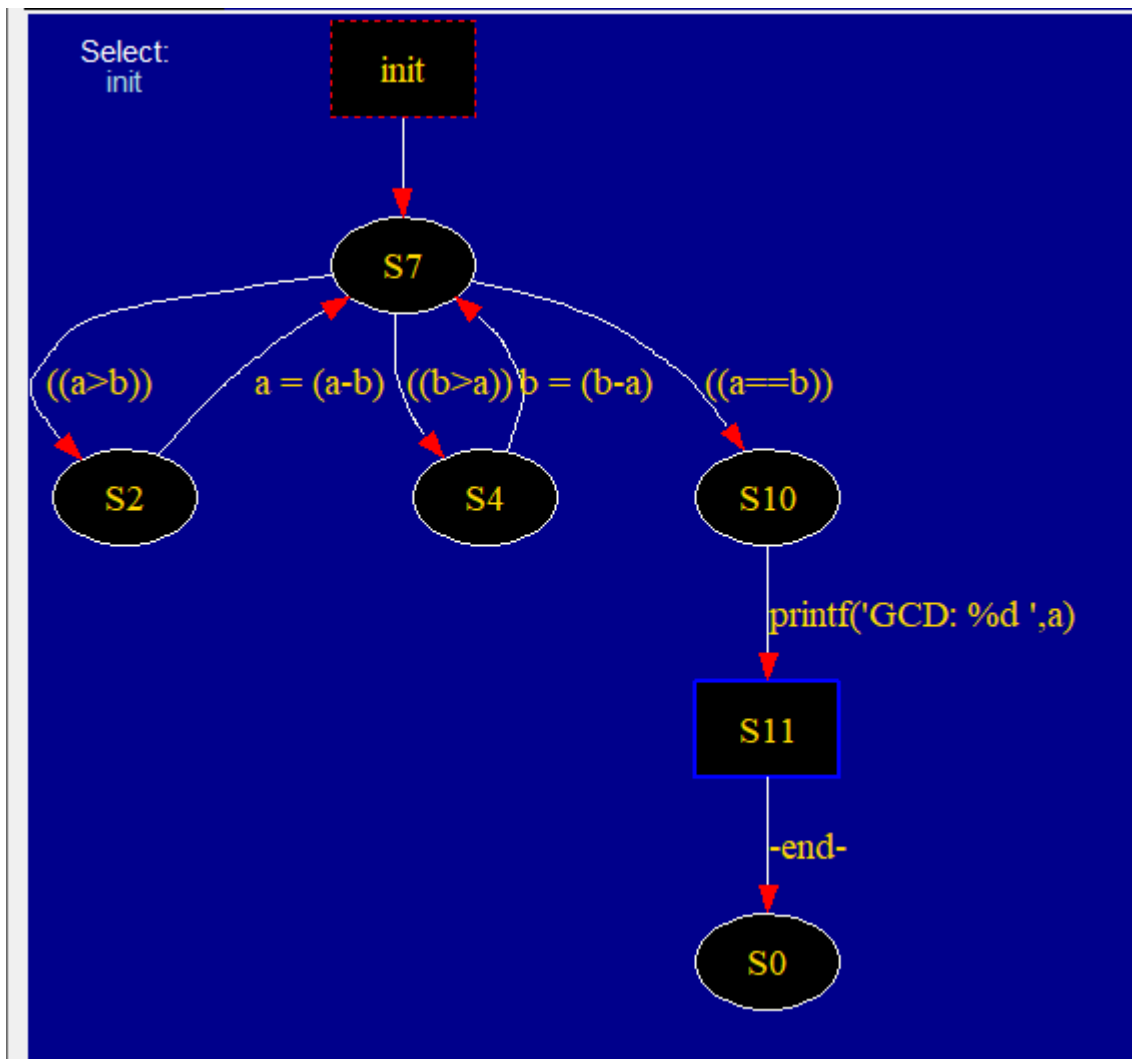 Select:
init
init
S7
((a>b))
a = (a-b)
((b>a))
b = (b-a)
((a==b))
S2
S4
S10
printf('GCD: %d ',a)
S11
-end-
S0